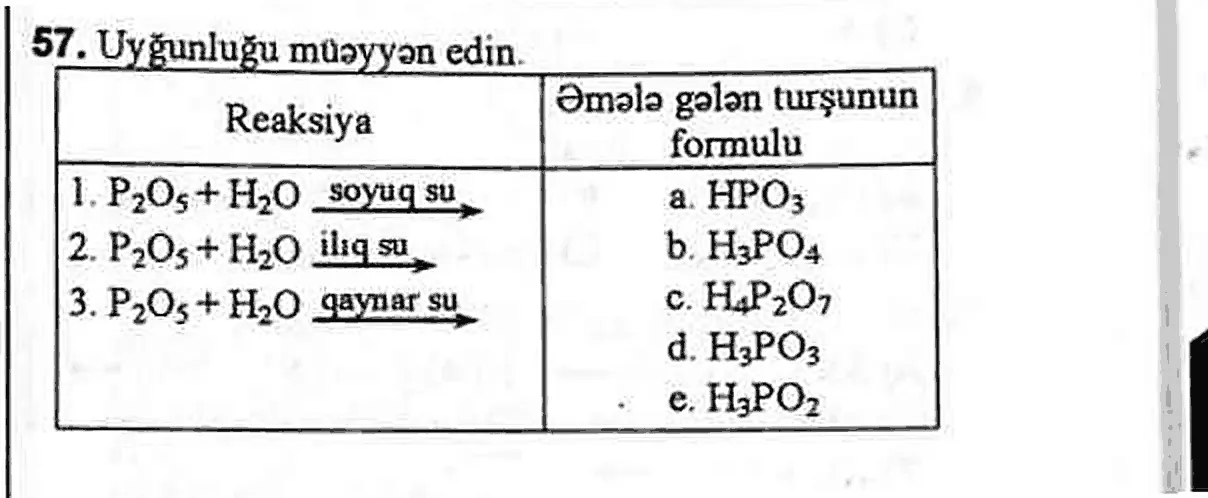 57. Uyğunluğu müəyyən edin.
Reaksiya
Əmələ gələn turşunun
formulu
1. P₂O₅ + H₂O soyuq su →
2. P₂O₅ + H₂O ilıq su →
3. P₂O₅ + H₂O qaynar su →
a. HPO₃
b. H₃PO₄
c. H₄P₂O₇
d. H₃PO₃
e. H₃PO₂